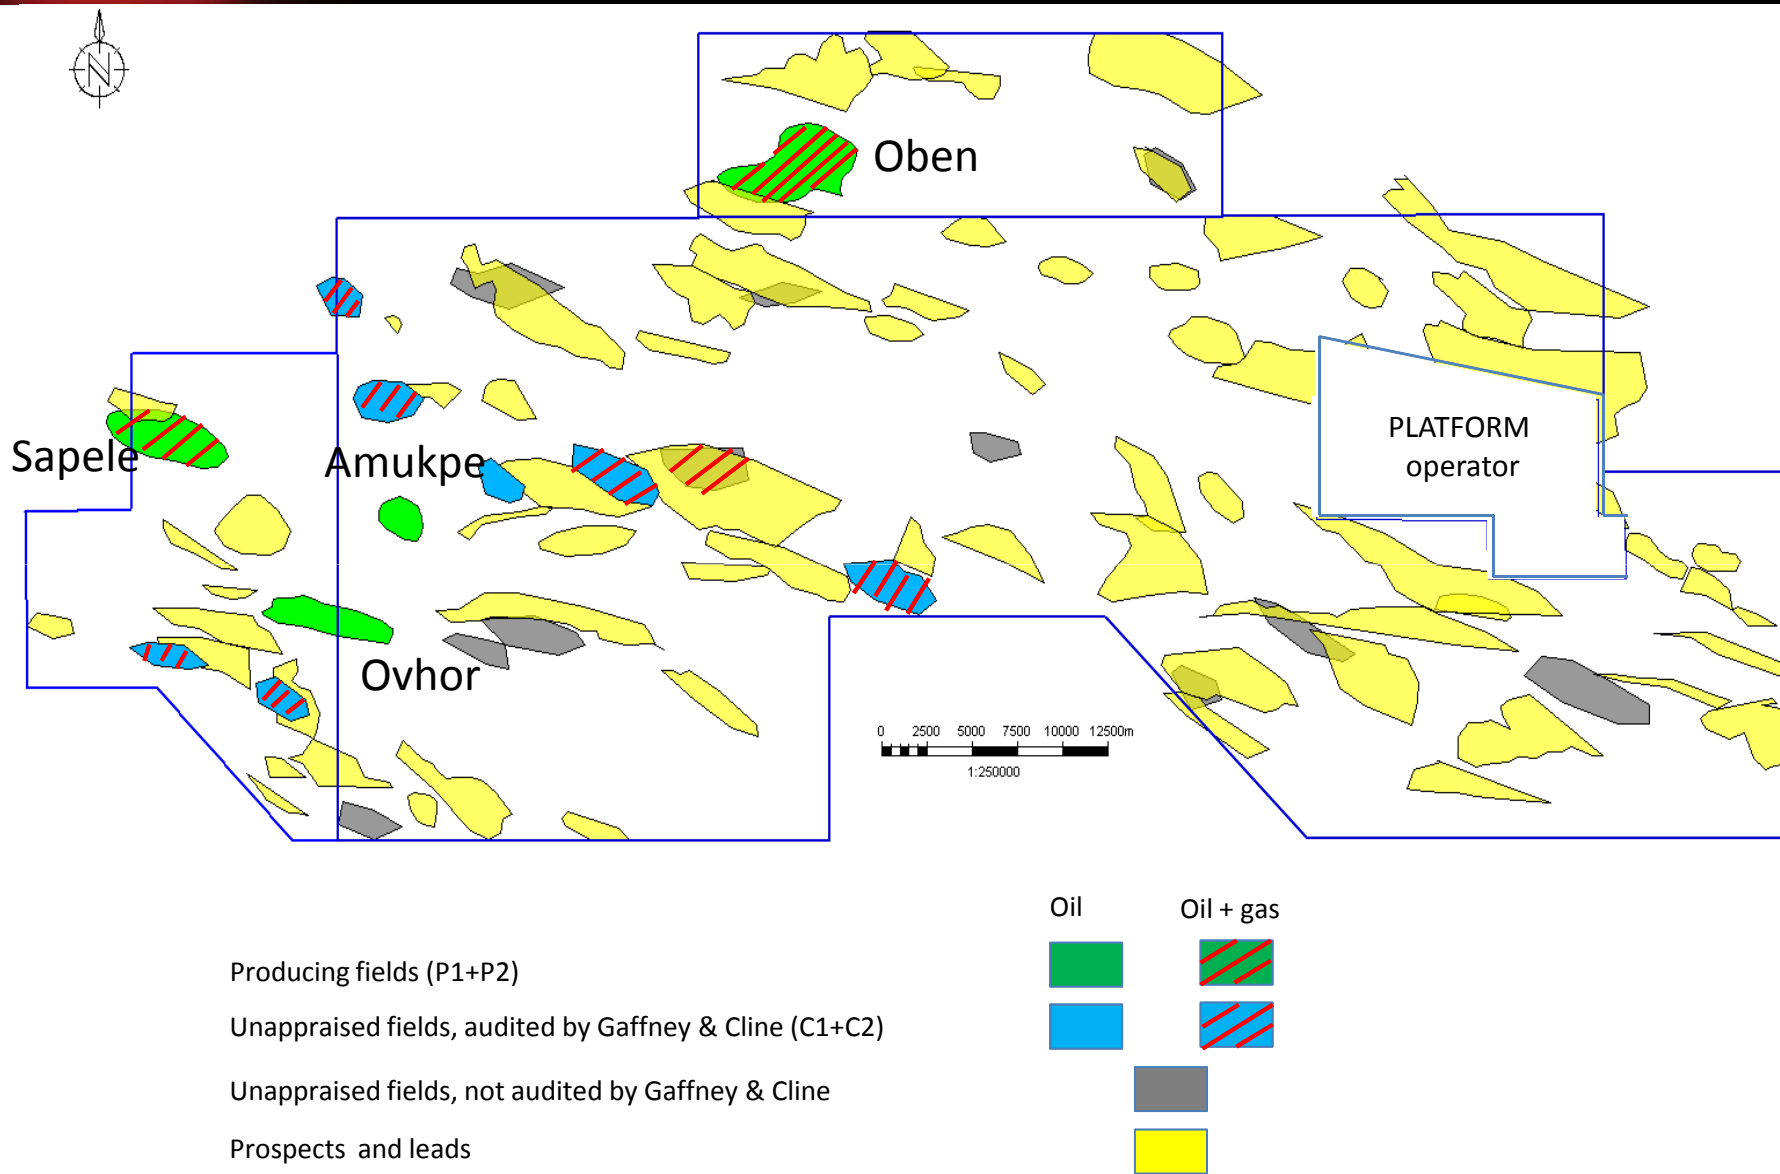 N
Oben
PLATFORM
operator
Sapele
Amukpe
Ovhor
0 2500 5000 7500 10000 12500m
1:250000
Oil Oil + gas
Producing fields (P1+P2)
Unappraised fields, audited by Gaffney & Cline (C1+C2)
Unappraised fields, not audited by Gaffney & Cline
Prospects and leads